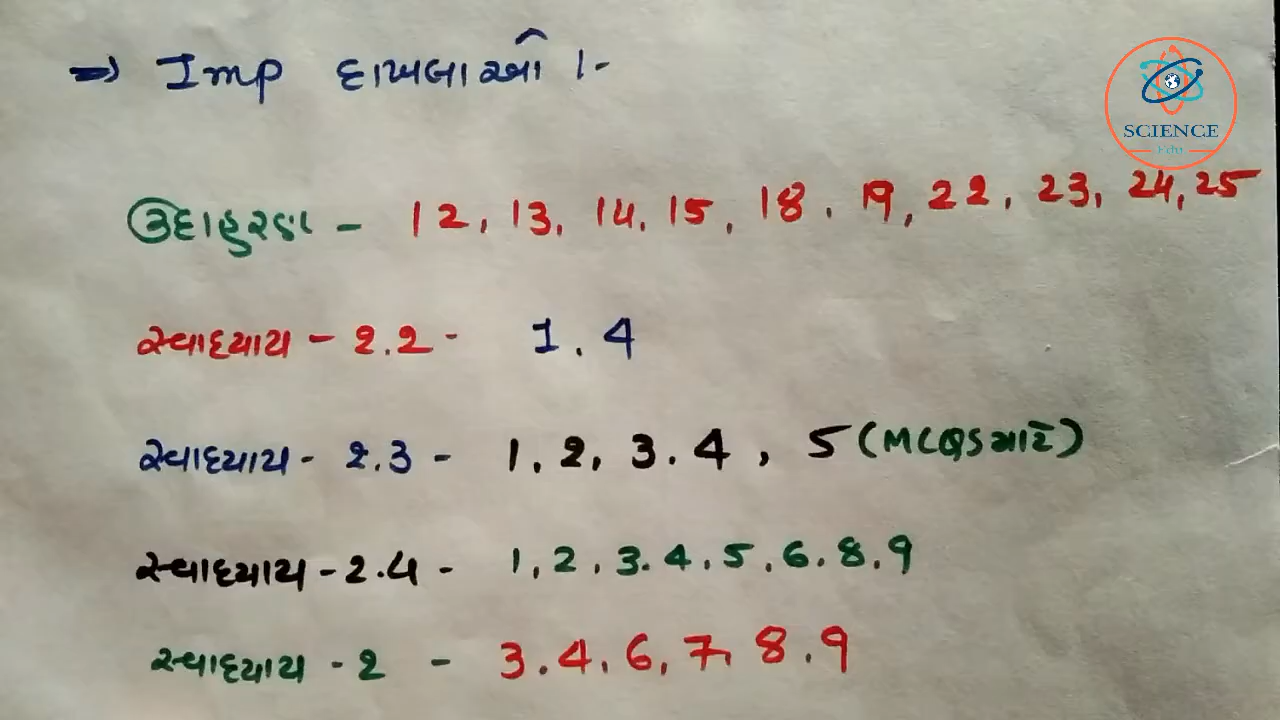 ⇒ Imp દાખલાઓ :-
SCIENCE
Edu.
ઉદાહરણ - 12, 13, 14, 15, 18, 19, 22, 23, 24, 25
સ્વાધ્યાય - 2.2 - 1, 4
સ્વાધ્યાય - 2.3 - 1, 2, 3, 4, 5 (MCQs માટે)
સ્વાધ્યાય - 2.4 - 1, 2, 3, 4, 5, 6, 8, 9
સ્વાધ્યાય - 2 - 3, 4, 6, 7, 8, 9